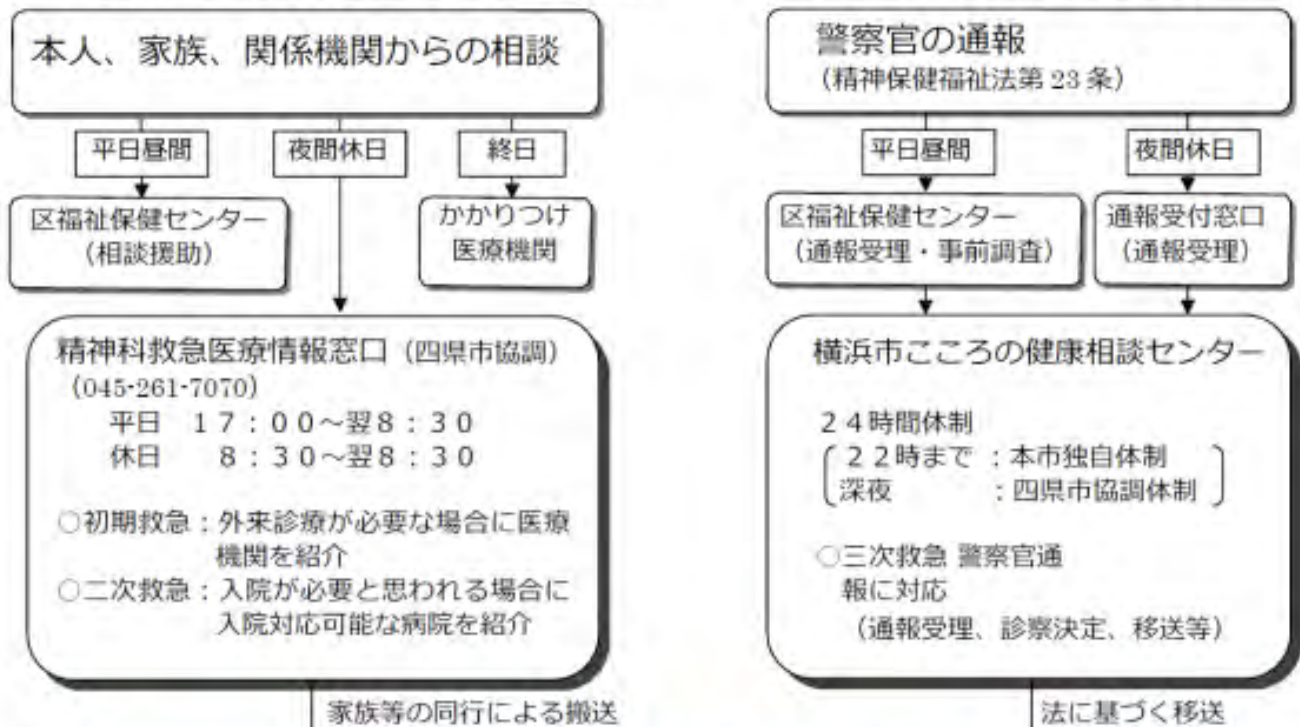 本人、家族、関係機関からの相談
平日昼間
夜間休日
終日
区福祉保健センター
（相談援助）
かかりつけ
医療機関
精神科救急医療情報窓口（四県市協調）
（045-261-7070）
平日　１７：００～翌８：３０
休日　　８：３０～翌８：３０
○初期救急：外来診療が必要な場合に医療
機関を紹介
○二次救急：入院が必要と思われる場合に
入院対応可能な病院を紹介
家族等の同行による搬送
警察官の通報
（精神保健福祉法第 23 条）
平日昼間
夜間休日
区福祉保健センター
（通報受理・事前調査）
通報受付窓口
（通報受理）
横浜市こころの健康相談センター
２４時間体制
２２時まで ：本市独自体制
深夜　　　 ：四県市協調体制
○三次救急 警察官通
報に対応
（通報受理、診察決定、移送等）
法に基づく移送